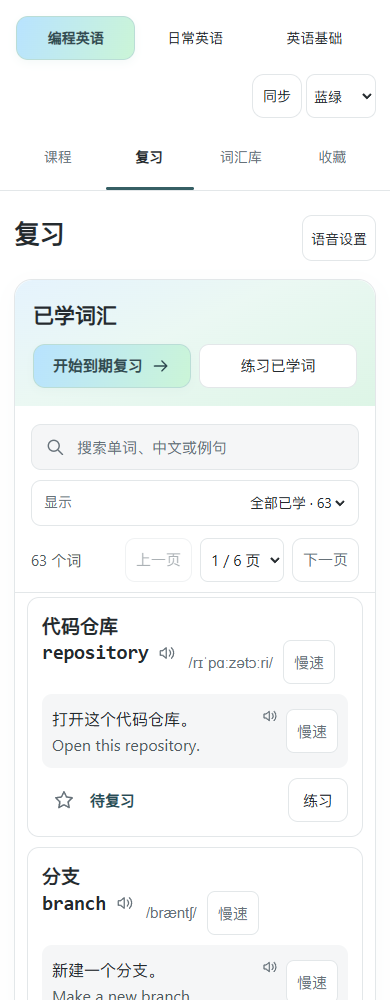 编程英语 日常英语 英语基础
同步 蓝绿
课程 复习 词汇库 收藏
复习 语音设置
已学词汇
开始到期复习 → 练习已学词
搜索单词、中文或例句
显示 全部已学 · 63
63 个词 上一页 1 / 6 页 下一页
代码仓库
repository /rɪˈpɑːzətɔːri/ 慢速
打开这个代码仓库。 慢速
Open this repository.
待复习 练习
分支
branch /bræntʃ/ 慢速
新建一个分支。 慢速
Make a new branch